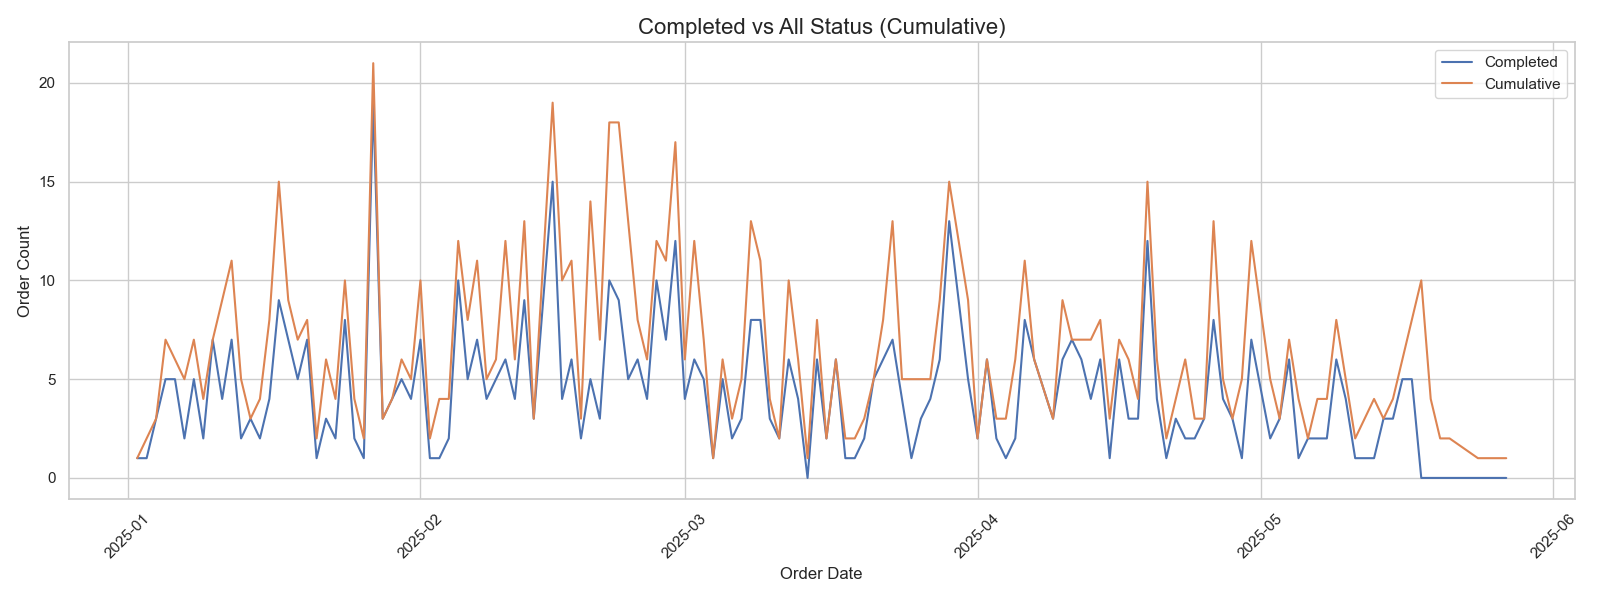 Completed vs All Status (Cumulative)
Completed
Cumulative
Order Count
20
15
10
5
0
2025-01
2025-02
2025-03
2025-04
2025-05
2025-06
Order Date